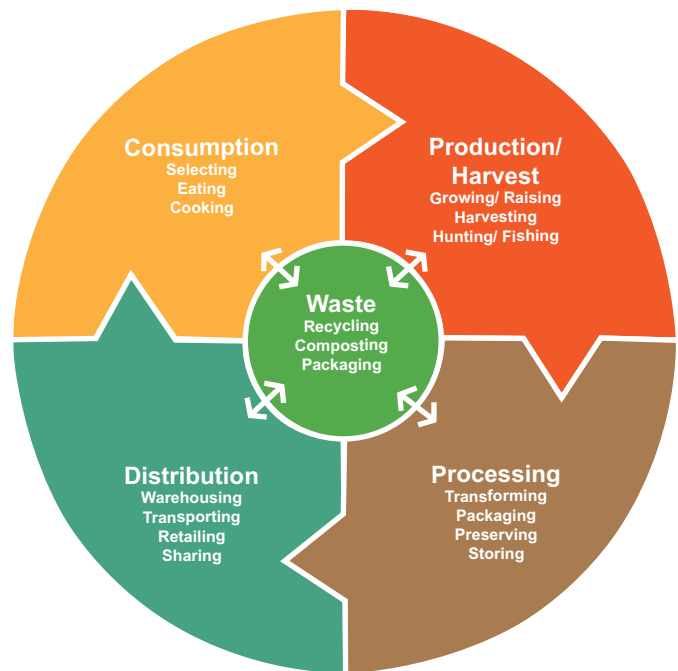 Consumption
Selecting
Eating
Cooking
Production/
Harvest
Growing/ Raising
Harvesting
Hunting/ Fishing
Waste
Recycling
Composting
Packaging
Distribution
Warehousing
Transporting
Retailing
Sharing
Processing
Transforming
Packaging
Preserving
Storing